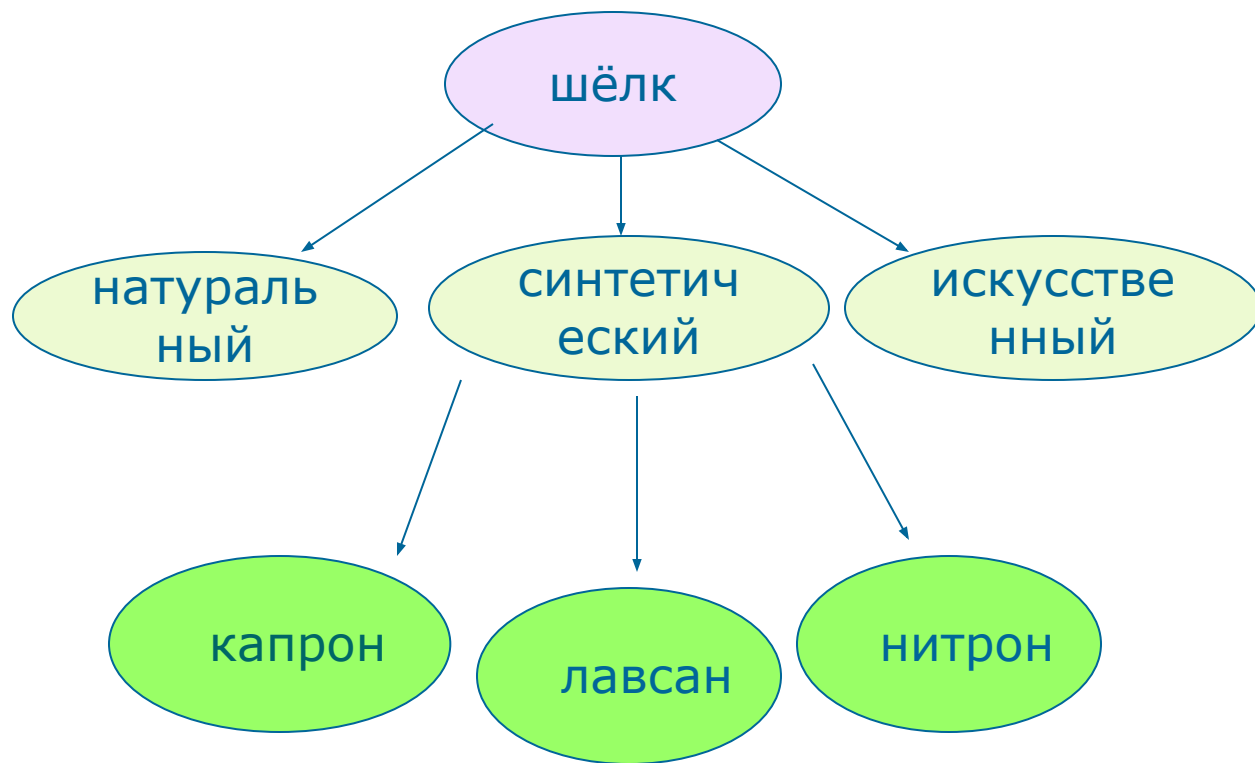 шёлк
натураль
ный
синтетич
еский
искусстве
нный
капрон
лавсан
нитрон